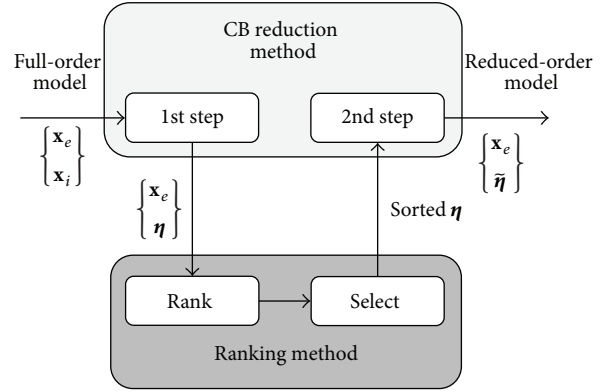 CB reduction
method
Full-order
model
Reduced-order
model
1st step
2nd step
{x_e
x_i}
{x_e
η}
Sorted η
{x_e
η̃}
Rank
Select
Ranking method